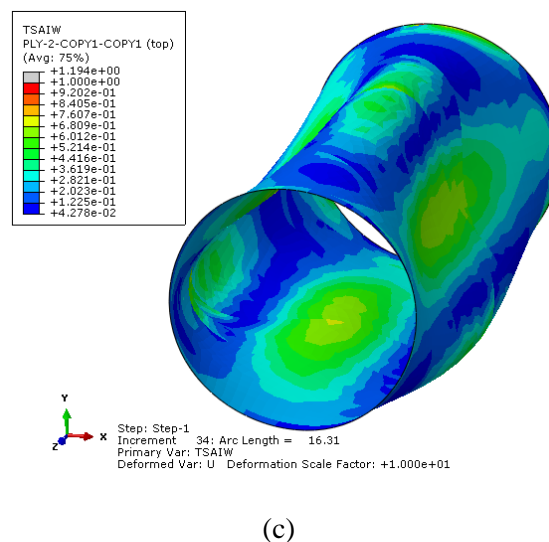 TSAIW
PLY-2-COPY1-COPY1 (top)
(Avg: 75%)
+1.194e+00
+1.000e+00
+9.202e-01
+8.405e-01
+7.607e-01
+6.809e-01
+6.012e-01
+5.214e-01
+4.416e-01
+3.619e-01
+2.821e-01
+2.023e-01
+1.225e-01
+4.278e-02
Y
X
Z
Step: Step-1
Increment 34: Arc Length = 16.31
Primary Var: TSAIW
Deformed Var: U Deformation Scale Factor: +1.000e+01
(c)